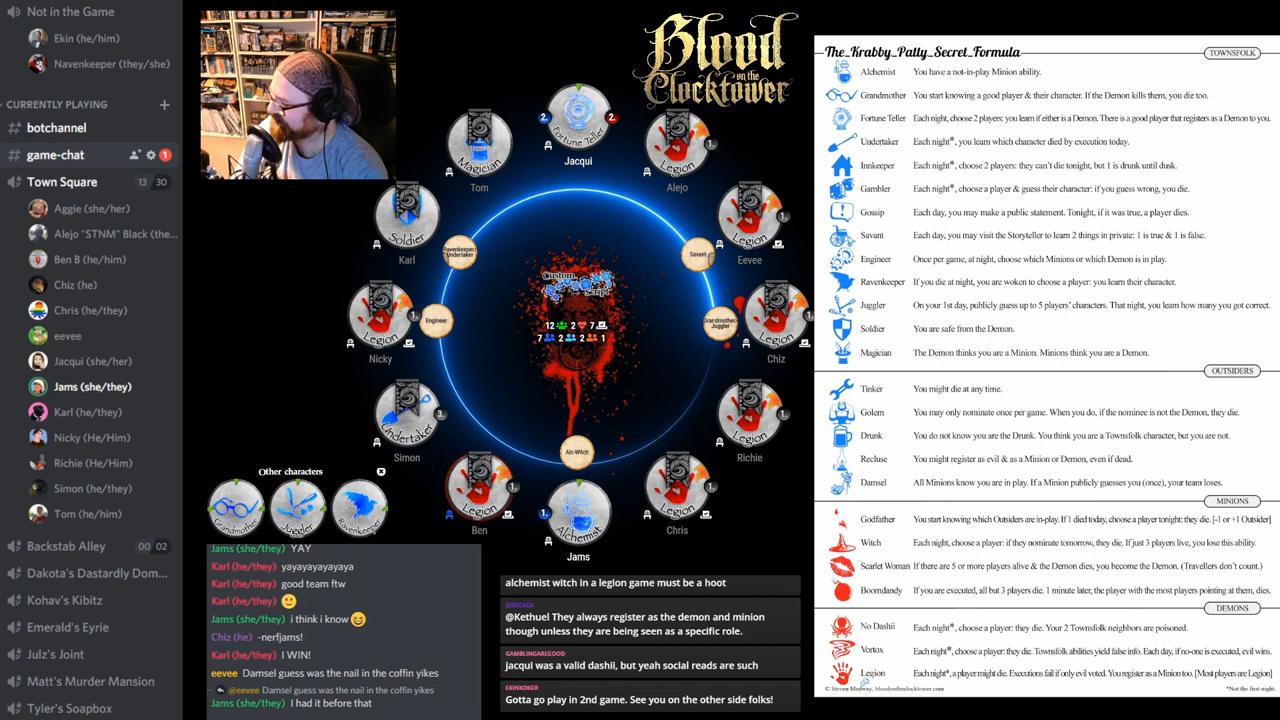 Not in the Game
Ekin (he/him)
Navenkeeper (they/she)
CURRENTLY PLAYING
botchannel
game-chat
1
Town Square
13
30
Aggie (she/her)
Alejo "STNM" Black (the...
Ben B (he/him)
Chiz (he)
Chris (he/they)
eevee
Jacqui (she/her)
Jams (she/they)
Karl (he/they)
Nicky (He/Him)
Richie (He/Him)
Simon (he/they)
Tom (he/him)
Backstab Alley
00
02
Dakota's Dastardly Dom...
Kohav's Kibitz
Emerald's Eyrie
Julz's Joint
Matt's Murder Mansion
Tyler's Soapbox
Blood
on the
Clocktower
Fortune Teller
2.
2.
Jacqui
Magician
Tom
Legion
1.
Alejo
Soldier
Karl
Legion
1.
Eevee
Ravenkeeper/
Undertaker
Savant
Legion
1.
Nicky
Engineer
Grandmother/
Juggler
Legion
1.
Chiz
Custom
Script
12 2 7
7 2 2 1
Undertaker
3.
Simon
Legion
1.
Richie
Alc-Witch
Legion
1.
Ben
Alchemist
1.
Jams
Legion
1.
Chris
Other characters
Grandmother
Juggler
Ravenkeeper
Jams (she/they) YAY
Karl (he/they) yayayayayayaya
Karl (he/they) good team ftw
Karl (he/they)
Jams (she/they) i think i know
Chiz (he) -nerfjams!
Karl (he/they) I WIN!
eevee Damsel guess was the nail in the coffin yikes
@eevee Damsel guess was the nail in the coffin yikes
Jams (she/they) I had it before that
alchemist witch in a legion game must be a hoot
JESSICAEA
@Kethuel They always register as the demon and minion
though unless they are being seen as a specific role.
GAMBLINGAREGOOD
jacqui was a valid dashii, but yeah social reads are such
EKINKOKER
Gotta go play in 2nd game. See you on the other side folks!
The_Krabby_Patty_Secret_Formula
TOWNSFOLK
Alchemist You have a not-in-play Minion ability.
Grandmother You start knowing a good player & their character. If the Demon kills them, you die too.
Fortune Teller Each night, choose 2 players: you learn if either is a Demon. There is a good player that registers as a Demon to you.
Undertaker Each night*, you learn which character died by execution today.
Innkeeper Each night*, choose 2 players: they can't die tonight, but 1 is drunk until dusk.
Gambler Each night*, choose a player & guess their character: if you guess wrong, you die.
Gossip Each day, you may make a public statement. Tonight, if it was true, a player dies.
Savant Each day, you may visit the Storyteller to learn 2 things in private: 1 is true & 1 is false.
Engineer Once per game, at night, choose which Minions or which Demon is in play.
Ravenkeeper If you die at night, you are woken to choose a player: you learn their character.
Juggler On your 1st day, publicly guess up to 5 players' characters. That night, you learn how many you got correct.
Soldier You are safe from the Demon.
Magician The Demon thinks you are a Minion. Minions think you are a Demon.
OUTSIDERS
Tinker You might die at any time.
Golem You may only nominate once per game. When you do, if the nominee is not the Demon, they die.
Drunk You do not know you are the Drunk. You think you are a Townsfolk character, but you are not.
Recluse You might register as evil & as a Minion or Demon, even if dead.
Damsel All Minions know you are in play. If a Minion publicly guesses you (once), your team loses.
MINIONS
Godfather You start knowing which Outsiders are in-play. If 1 died today, choose a player tonight: they die. [-1 or +1 Outsider]
Witch Each night, choose a player: if they nominate tomorrow, they die. If just 3 players live, you lose this ability.
Scarlet Woman If there are 5 or more players alive & the Demon dies, you become the Demon. (Travellers don't count.)
Boomdandy If you are executed, all but 3 players die. 1 minute later, the player with the most players pointing at them, dies.
DEMONS
No Dashii Each night*, choose a player: they die. Your 2 Townsfolk neighbors are poisoned.
Vortox Each night*, choose a player: they die. Townsfolk abilities yield false info. Each day, if no-one is executed, evil wins.
Legion Each night*, a player might die. Executions fail if only evil voted. You register as a Minion too. [Most players are Legion]
© Steven Medway, bloodontheclocktower.com
*Not the first night.